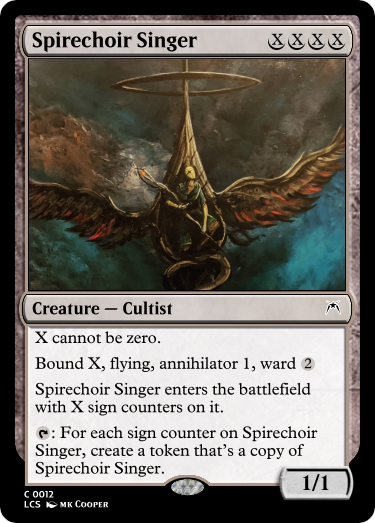 Spirechoir Singer XXXX
Creature — Cultist
X cannot be zero.
Bound X, flying, annihilator 1, ward 2
Spirechoir Singer enters the battlefield
with X sign counters on it.
: For each sign counter on Spirechoir
Singer, create a token that's a copy of
Spirechoir Singer.
1/1
C 0012
LCS MK COOPER